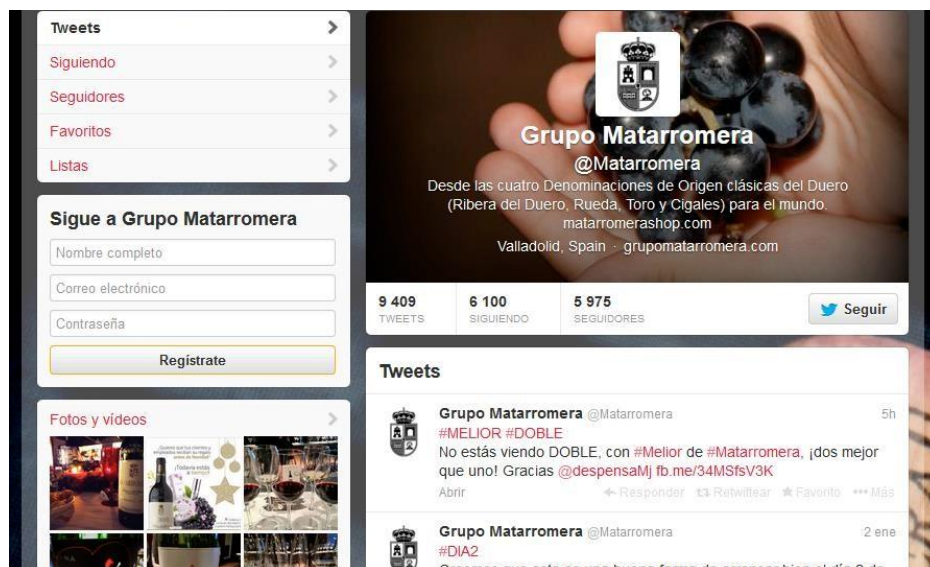 Tweets
Siguiendo
Seguidores
Favoritos
Listas
Sigue a Grupo Matarromera
Nombre completo
Correo electrónico
Contraseña
Regístrate
Fotos y vídeos
Grupo Matarromera
@Matarromera
Desde las cuatro Denominaciones de Origen clásicas del Duero
(Ribera del Duero, Rueda, Toro y Cigales) para el mundo.
matarromerashop.com
Valladolid, Spain · grupomatarromera.com
9 409 6 100 5 975
TWEETS SIGUIENDO SEGUIDORES
Seguir
Tweets
Grupo Matarromera @Matarromera 5h
#MELIOR #DOBLE
No estás viendo DOBLE, con #Melior de #Matarromera, ¡dos mejor
que uno! Gracias @despensaMj fb.me/34MSfsV3K
Abrir Responder Retwittear Favorito Más
Grupo Matarromera @Matarromera 2 ene
#DIA2